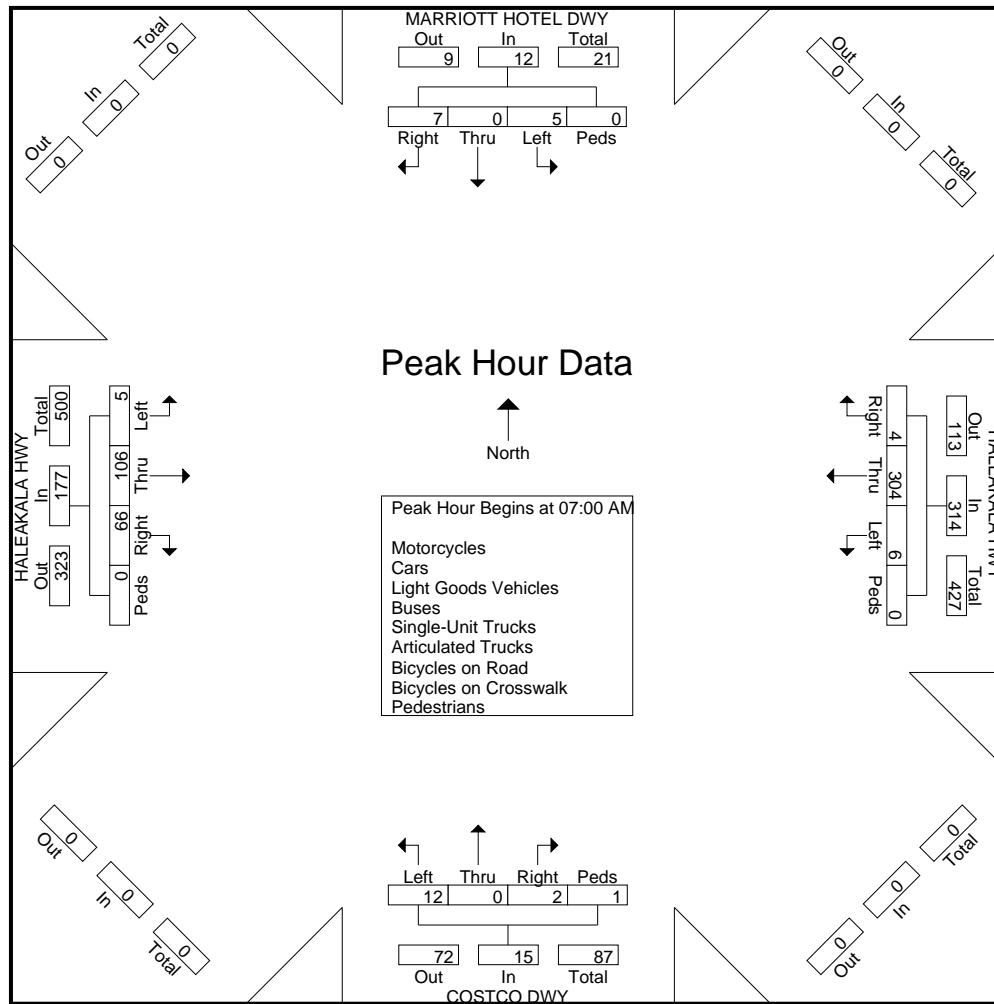 MARRIOTT HOTEL DWY
Out In Total
9 12 21
7 0 5 0
Right Thru Left Peds
Total
0
In
0
Out
0
Out
0
In
0
Total
0
Peak Hour Data
North
Peak Hour Begins at 07:00 AM
Motorcycles
Cars
Light Goods Vehicles
Buses
Single-Unit Trucks
Articulated Trucks
Bicycles on Road
Bicycles on Crosswalk
Pedestrians
HALEAKALA HWY
Out In Total
323 177 500
5 106 66 0
Left Thru Right Peds
Right Thru Left Peds
4 304 6 0
Out In Total
113 314 427
HALEAKALA HWY
Left Thru Right Peds
12 0 2 1
72 15 87
Out In Total
COSTCO DWY
0
Out
0
In
0
Total
0
Total
0
In
0
Out